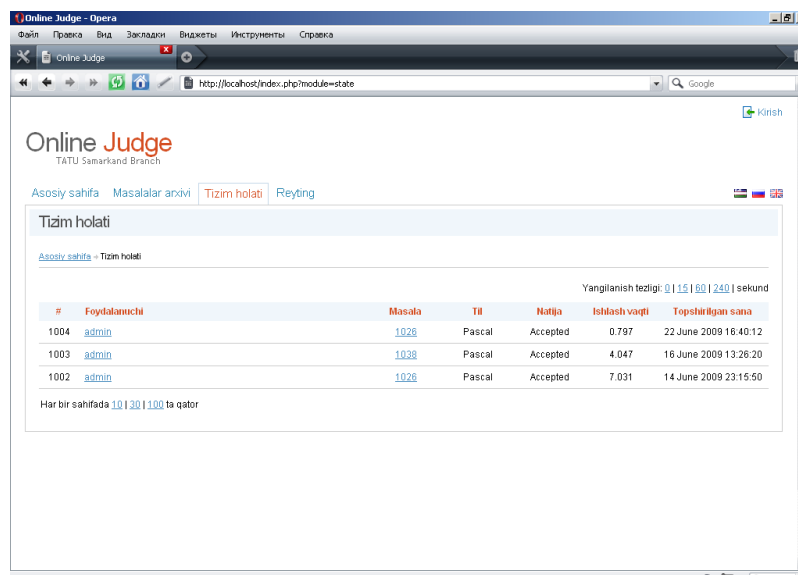 Online Judge - Opera
Файл Правка Вид Закладки Виджеты Инструменты Справка
Online Judge
http://localhost/index.php?module=state Google
Kirish
Online Judge
TATU Samarkand Branch
Asosiy sahifa Masalalar arxivi Tizim holati Reyting
Tizim holati
Asosiy sahifa » Tizim holati
Yangilanish tezligi: 0 | 15 | 60 | 240 | sekund
# Foydalanuchi Masala Til Natija Ishlash vaqti Topshirilgan sana
1004 admin 1026 Pascal Accepted 0.797 22 June 2009 16:40:12
1003 admin 1038 Pascal Accepted 4.047 16 June 2009 13:26:20
1002 admin 1026 Pascal Accepted 7.031 14 June 2009 23:15:50
Har bir sahifada 10 | 30 | 100 ta qator